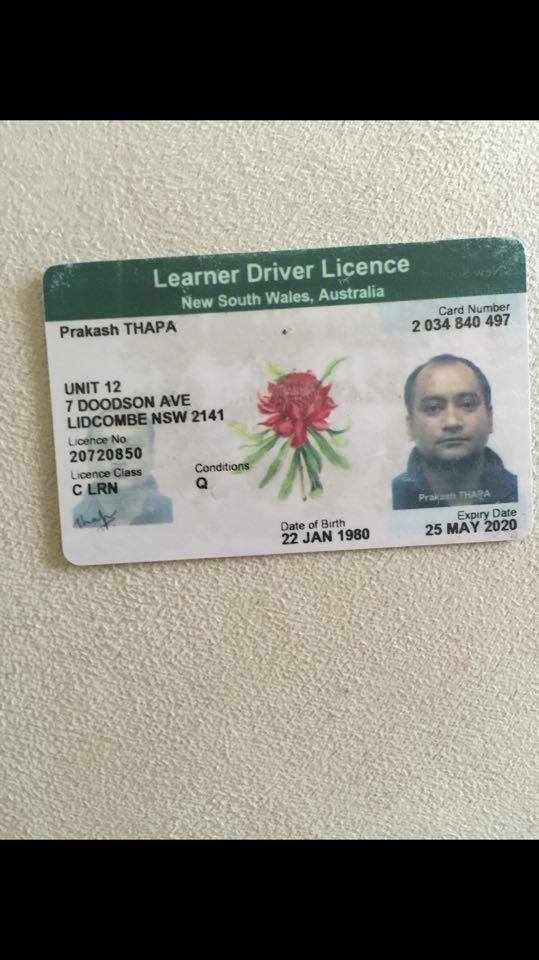 Learner Driver Licence
New South Wales, Australia
Prakash THAPA
Card Number
2 034 840 497
UNIT 12
7 DOODSON AVE
LIDCOMBE NSW 2141
Licence No
20720850
Licence Class
C LRN
Conditions
Q
Prakash THAPA
Date of Birth
22 JAN 1980
Expiry Date
25 MAY 2020